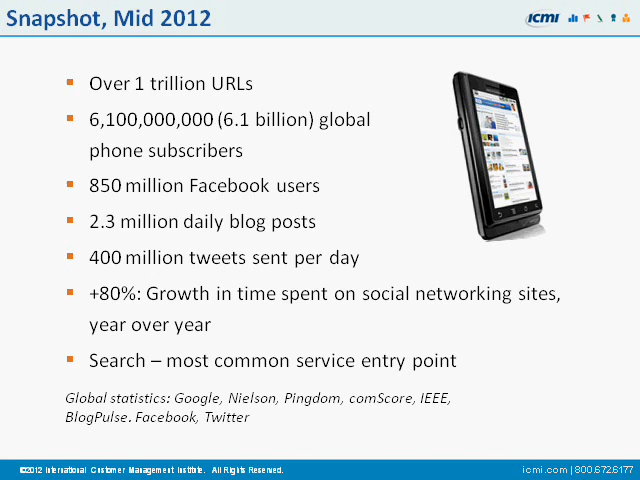 Snapshot, Mid 2012
ICMI
Over 1 trillion URLs
6,100,000,000 (6.1 billion) global
phone subscribers
850 million Facebook users
2.3 million daily blog posts
400 million tweets sent per day
+80%: Growth in time spent on social networking sites,
year over year
Search – most common service entry point
Global statistics: Google, Nielson, Pingdom, comScore, IEEE,
BlogPulse. Facebook, Twitter
©2012 International Customer Management Institute. All Rights Reserved.
icmi.com | 800.672.6177